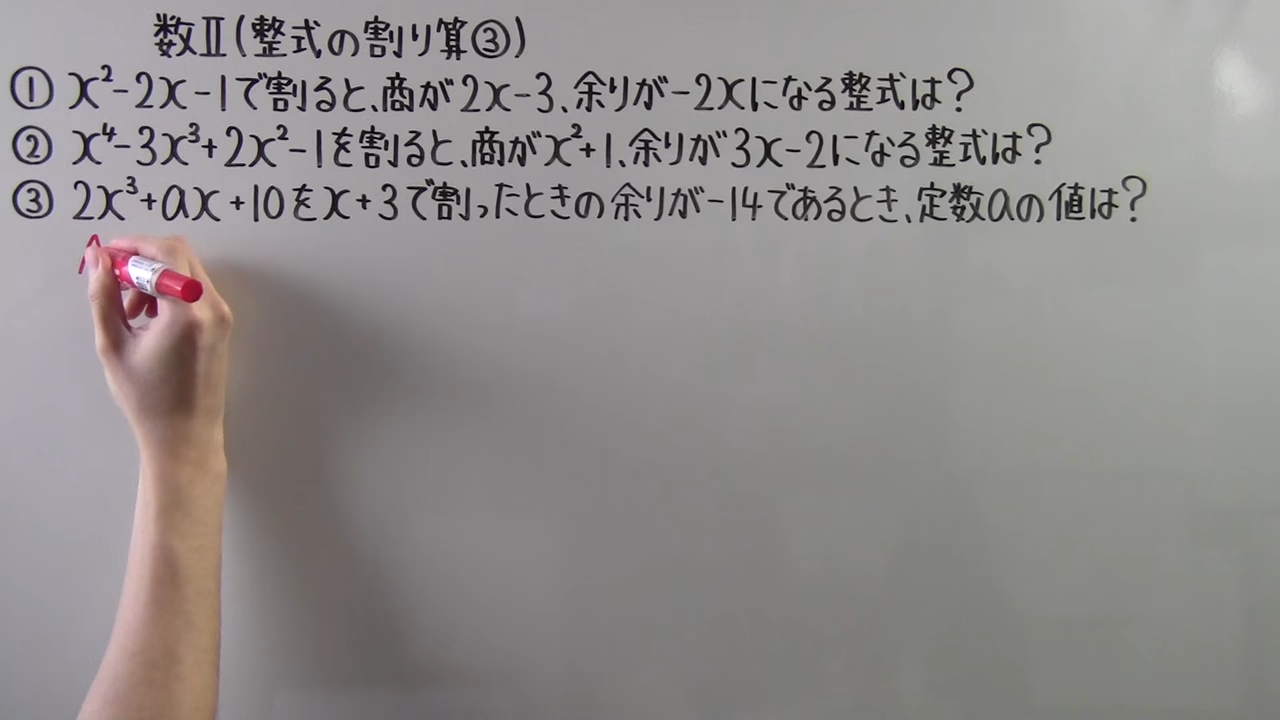 数Ⅱ(整式の割り算③)
① x²-2x-1で割ると、商が2x-3、余りが-2xになる整式は?
② x⁴-3x³+2x²-1を割ると、商がx²+1、余りが3x-2になる整式は?
③ 2x³+ax+10をx+3で割ったときの余りが-14であるとき、定数aの値は?